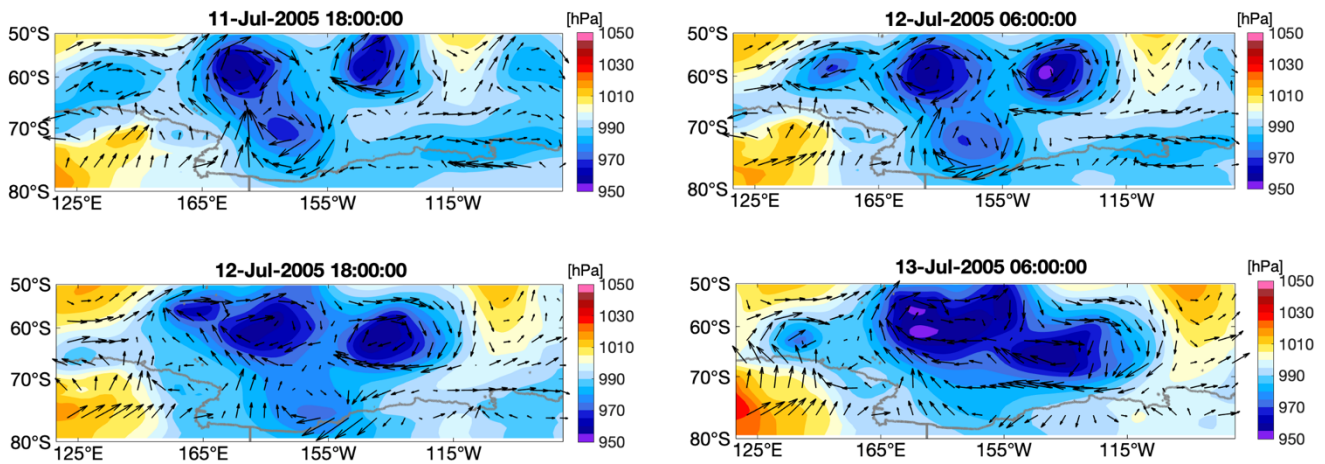 11-Jul-2005 18:00:00
[hPa]
50°S
60°S
70°S
80°S
125°E
165°E
155°W
115°W
1050
1030
1010
990
970
950
12-Jul-2005 06:00:00
[hPa]
50°S
60°S
70°S
80°S
125°E
165°E
155°W
115°W
1050
1030
1010
990
970
950
12-Jul-2005 18:00:00
[hPa]
50°S
60°S
70°S
80°S
125°E
165°E
155°W
115°W
1050
1030
1010
990
970
950
13-Jul-2005 06:00:00
[hPa]
50°S
60°S
70°S
80°S
125°E
165°E
155°W
115°W
1050
1030
1010
990
970
950